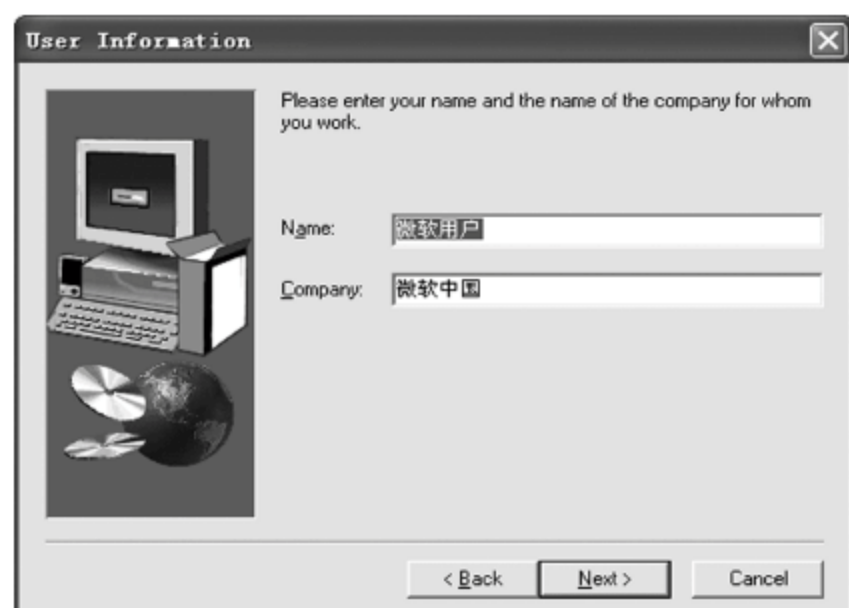 User Information
Please enter your name and the name of the company for whom
you work.
Name:
微软用户
Company:
微软中国
< Back
Next >
Cancel